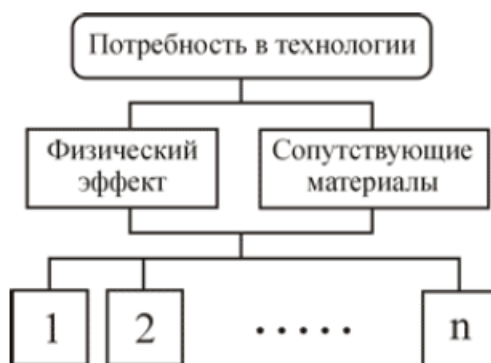 Потребность в технологии
Физический
эффект
Сопутствующие
материалы
1 2 ..... n